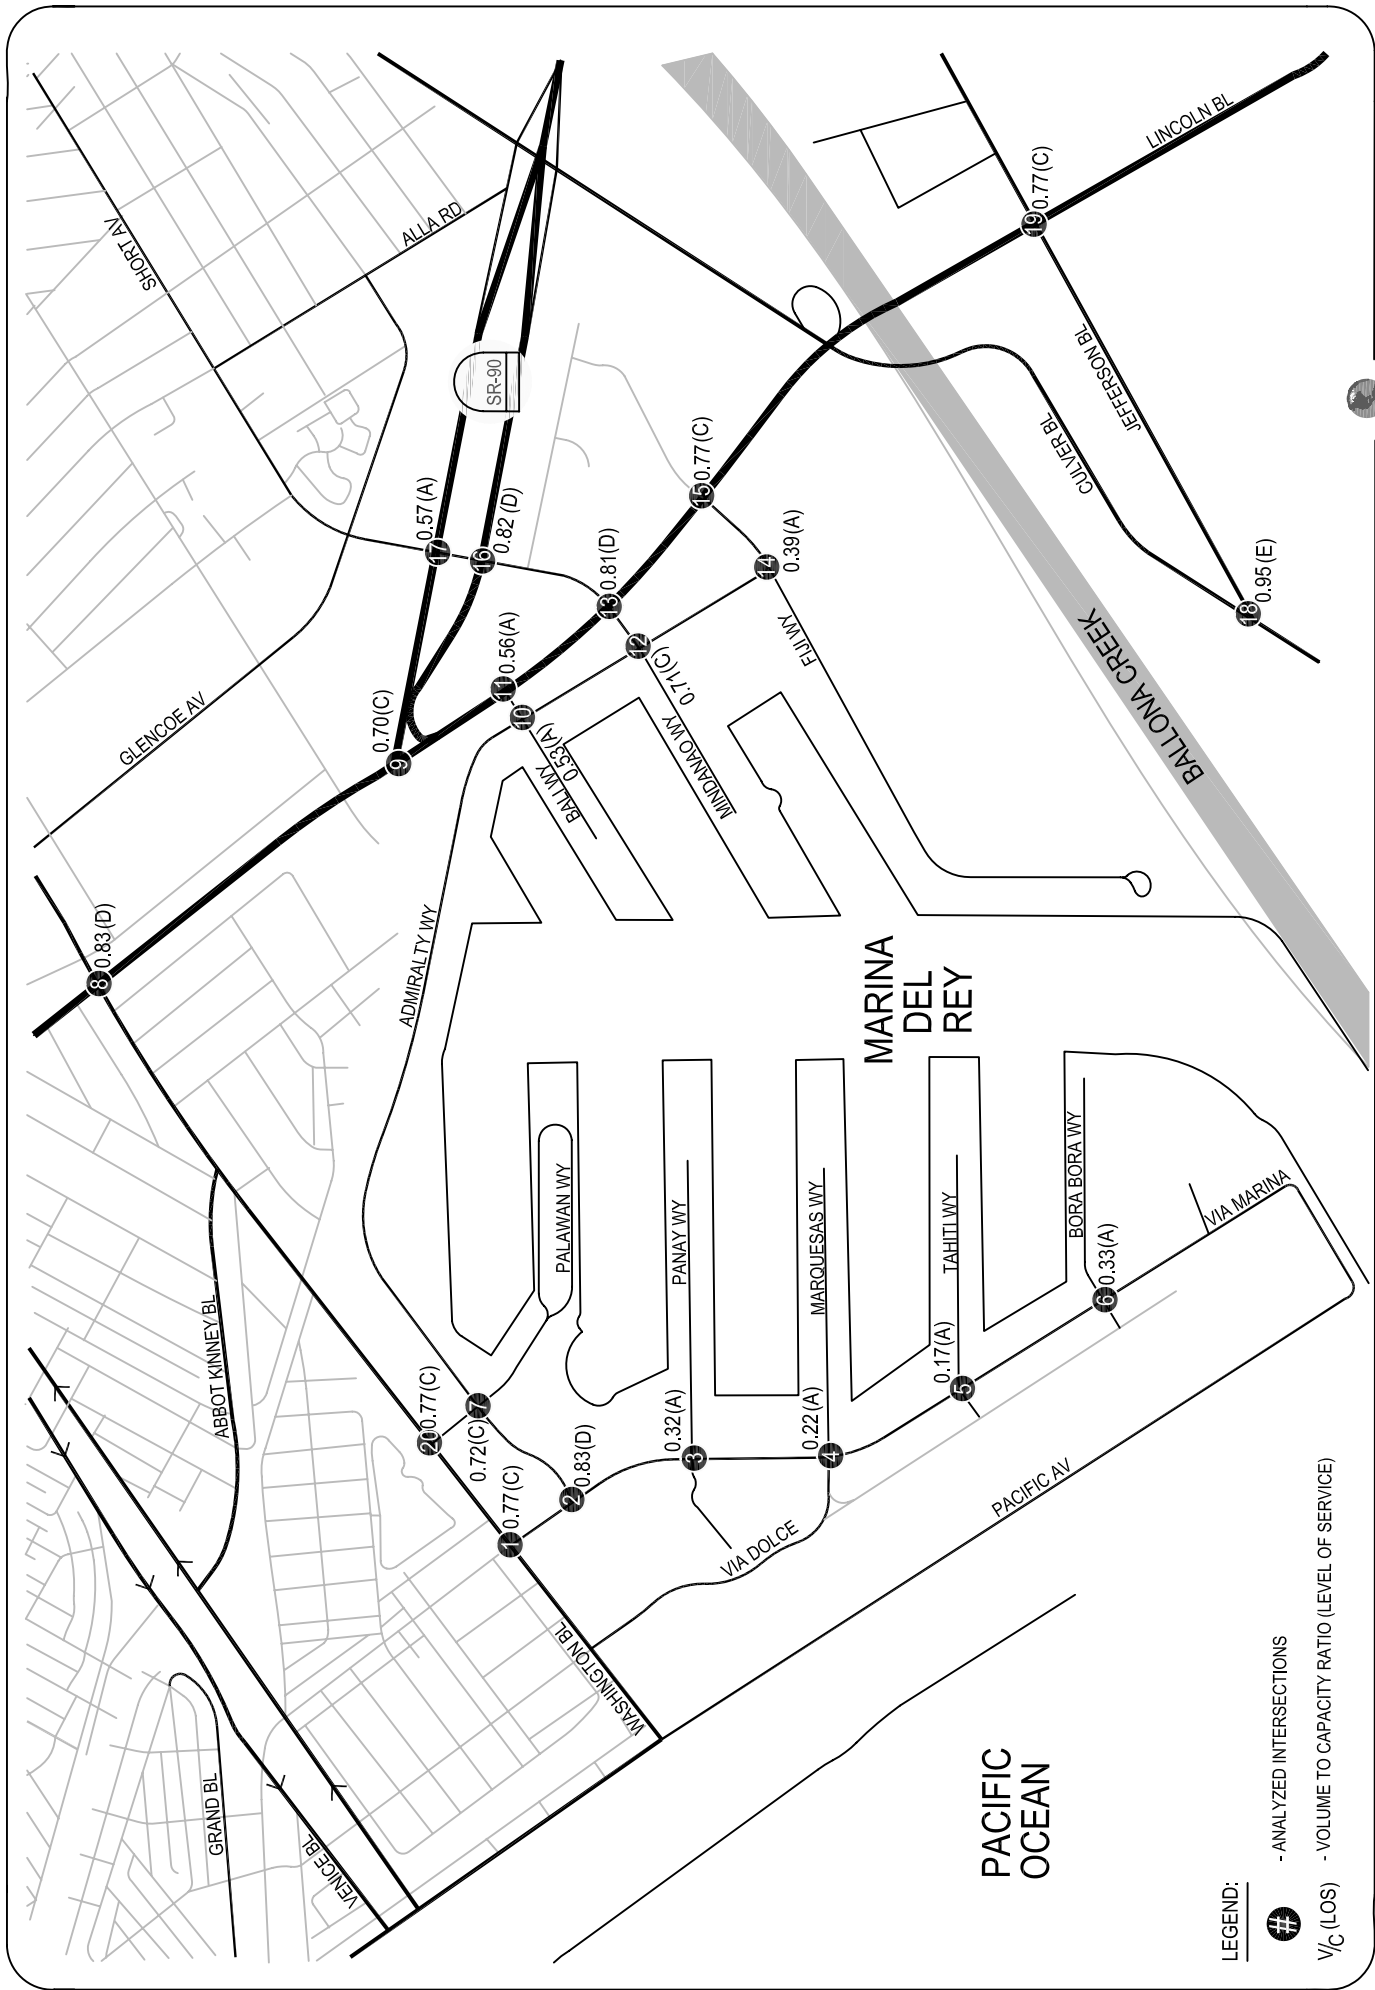 SHORT AV
ALLA RD
SR-90
LINCOLN BL
19 0.77(C)
JEFFERSON BL
CULVER BL
17 0.57(A)
16 0.82(D)
15 0.77(C)
14 0.39(A)
13 0.81(D)
12 0.71(C)
11 0.56(A)
10 0.53(A)
9 0.70(C)
18 0.95(E)
GLENCOE AV
FIJI WY
MINDANAO WY
BALI WY
BALLONA CREEK
8 0.83(D)
ADMIRALTY WY
MARINA
DEL
REY
ABBOT KINNEY BL
PALAWAN WY
PANAY WY
MARQUESAS WY
TAHITI WY
BORA BORA WY
VIA MARINA
20 0.77(C)
7 0.72(C)
1 0.77(C)
2 0.83(D)
3 0.32(A)
4 0.22(A)
5 0.17(A)
6 0.33(A)
VIA DOLCE
PACIFIC AV
WASHINGTON BL
GRAND BL
VENICE BL
PACIFIC
OCEAN
LEGEND:
# - ANALYZED INTERSECTIONS
V/C (LOS) - VOLUME TO CAPACITY RATIO (LEVEL OF SERVICE)